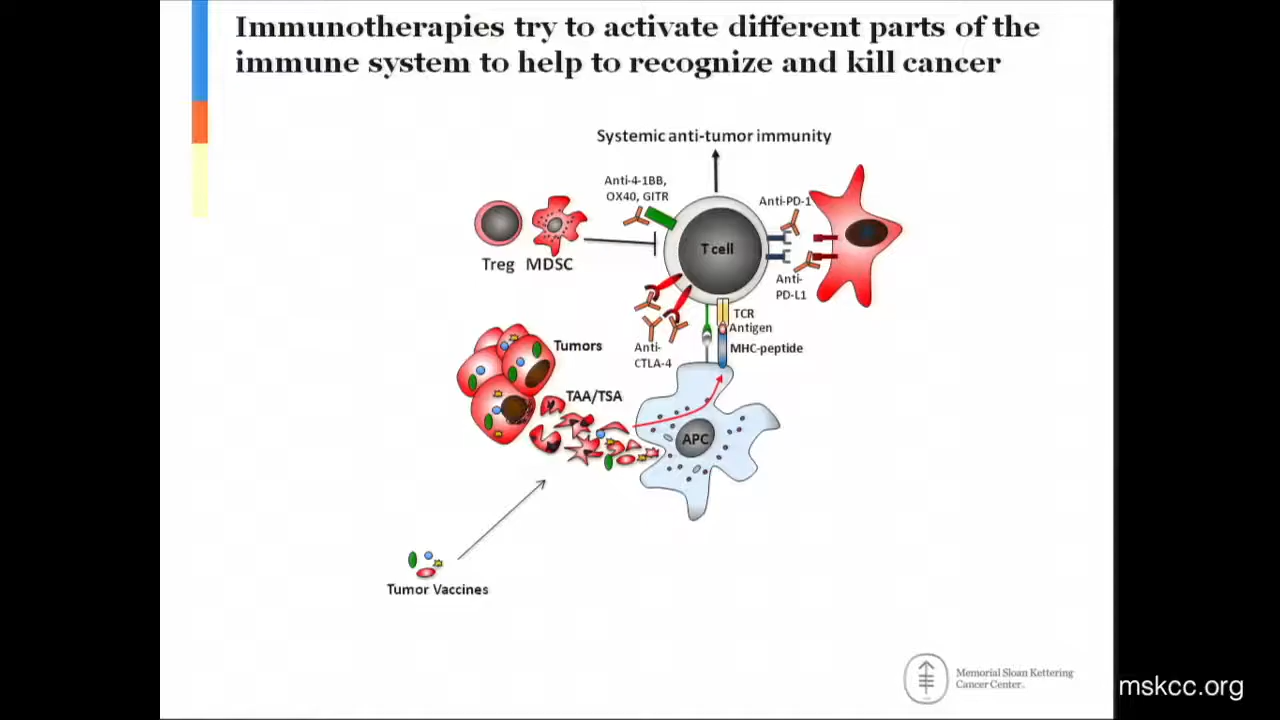 Immunotherapies try to activate different parts of the
immune system to help to recognize and kill cancer
Systemic anti-tumor immunity
Anti-4-1BB,
OX40, GITR
Anti-PD-1
T cell
Treg MDSC
Anti-
PD-L1
TCR
Antigen
MHC-peptide
Anti-
CTLA-4
Tumors
TAA/TSA
APC
Tumor Vaccines
Memorial Sloan Kettering
Cancer Center.
mskcc.org